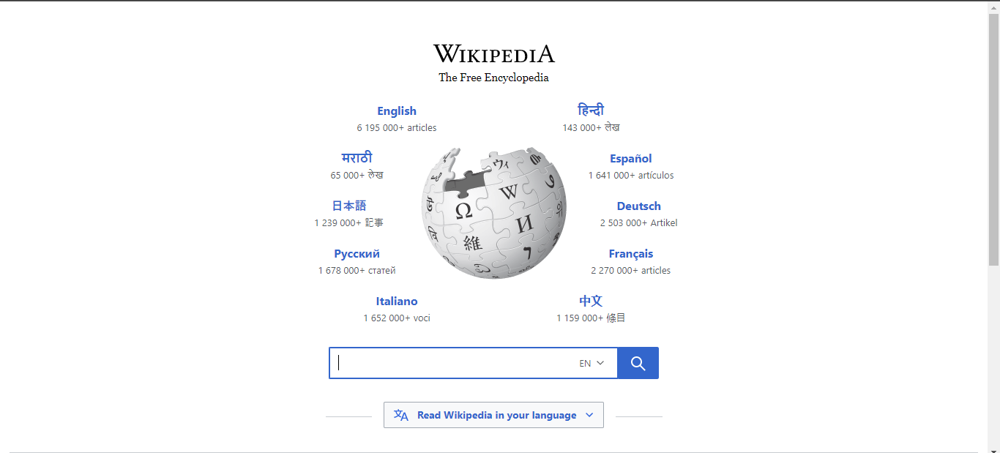 WIKIPEDIA
The Free Encyclopedia
English
6 195 000+ articles
हिन्दी
143 000+ लेख
मराठी
65 000+ लेख
Español
1 641 000+ artículos
日本語
1 239 000+ 記事
Deutsch
2 503 000+ Artikel
Русский
1 678 000+ статей
Français
2 270 000+ articles
Italiano
1 652 000+ voci
中文
1 159 000+ 條目
Ω
W
И
維
ウィ
EN
Read Wikipedia in your language